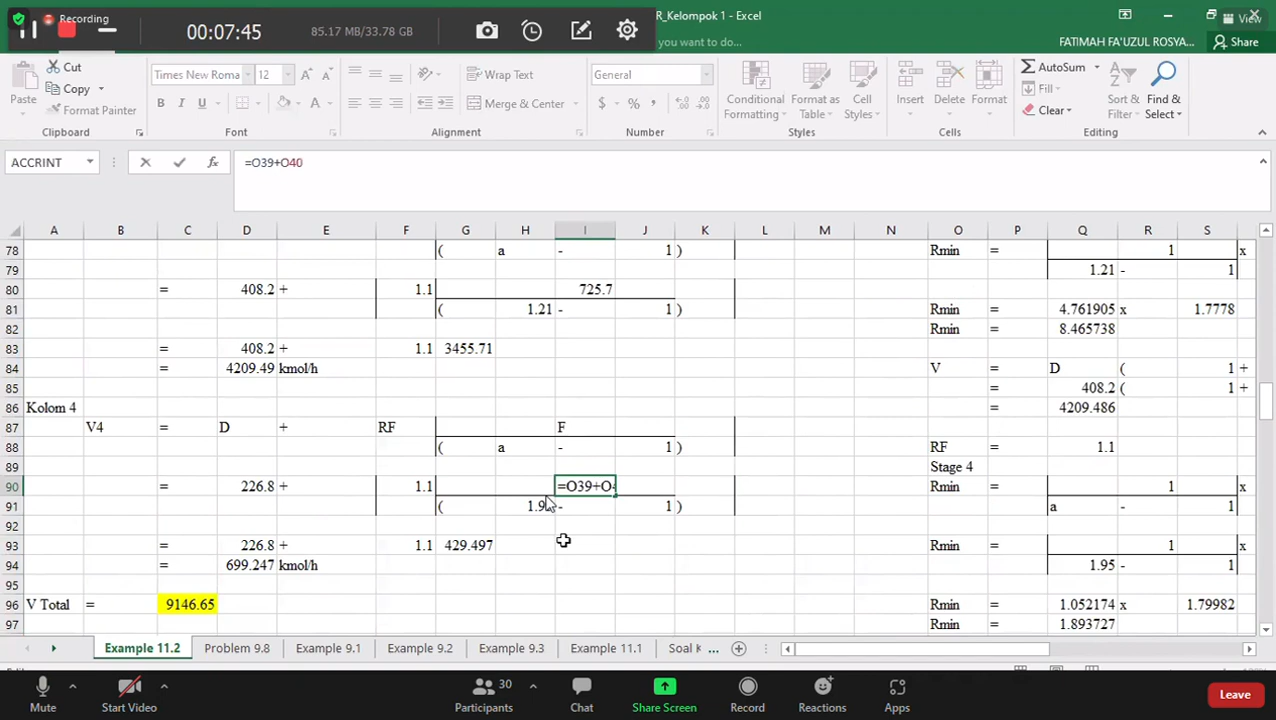 Recording
00:07:45
85.17 MB/33.78 GB
R_Kelompok 1 - Excel
View
you want to do...
FATIMAH FA'UZUL ROSYA...
Share
Paste
Cut
Copy
Format Painter
Clipboard
Times New Roma
12
B I U
Font
Wrap Text
Merge & Center
Alignment
General
$ % ,
Number
Conditional Formatting
Format as Table
Cell Styles
Styles
Insert
Delete
Format
Cells
AutoSum
Fill
Clear
Sort & Filter
Find & Select
Editing
ACCRINT
fx
=O39+O40
A B C D E F G H I J K L M N O P Q R S
78 ( a - 1 ) Rmin = 1 x
79 1.21 - 1
80 = 408.2 + 1.1 725.7
81 ( 1.21 - 1 ) Rmin = 4.761905 x 1.7778
82 Rmin = 8.465738
83 = 408.2 + 1.1 3455.71
84 = 4209.49 kmol/h V = D ( 1 +
85 = 408.2 ( 1 +
86 Kolom 4 = 4209.486
87 V4 = D + RF F
88 ( a - 1 ) RF = 1.1
89 Stage 4
90 = 226.8 + 1.1 =O39+O4 Rmin = 1 x
91 ( 1.9 - 1 ) a - 1
92
93 = 226.8 + 1.1 429.497 Rmin = 1 x
94 = 699.247 kmol/h 1.95 - 1
95
96 V Total = 9146.65 Rmin = 1.052174 x 1.79982
97 Rmin = 1.893727
Example 11.2
Problem 9.8
Example 9.1
Example 9.2
Example 9.3
Example 11.1
Soal K ...
Mute
Start Video
30
Participants
Chat
Share Screen
Record
Reactions
Apps
Leave